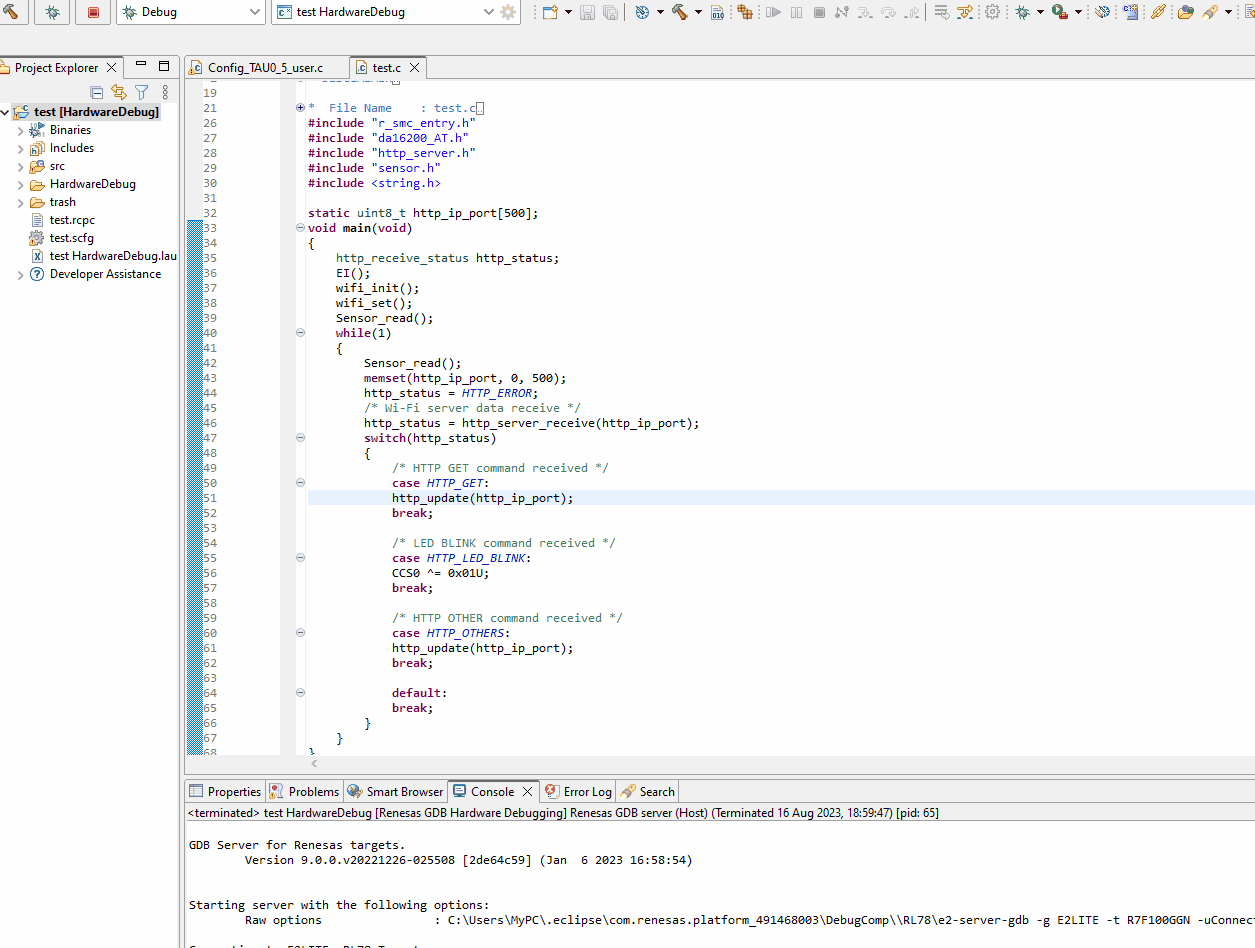 Debug
test HardwareDebug
Project Explorer
Config_TAU0_5_user.c
test.c
test [HardwareDebug]
Binaries
Includes
src
HardwareDebug
trash
test.rcpc
test.scfg
test HardwareDebug.lau
Developer Assistance
19
21 * File Name : test.c
26 #include "r_smc_entry.h"
27 #include "da16200_AT.h"
28 #include "http_server.h"
29 #include "sensor.h"
30 #include <string.h>
31
32 static uint8_t http_ip_port[500];
33 void main(void)
34 {
35 http_receive_status http_status;
36 EI();
37 wifi_init();
38 wifi_set();
39 Sensor_read();
40 while(1)
41 {
42 Sensor_read();
43 memset(http_ip_port, 0, 500);
44 http_status = HTTP_ERROR;
45 /* Wi-Fi server data receive */
46 http_status = http_server_receive(http_ip_port);
47 switch(http_status)
48 {
49 /* HTTP GET command received */
50 case HTTP_GET:
51 http_update(http_ip_port);
52 break;
53
54 /* LED BLINK command received */
55 case HTTP_LED_BLINK:
56 CCS0 ^= 0x01U;
57 break;
58
59 /* HTTP OTHER command received */
60 case HTTP_OTHERS:
61 http_update(http_ip_port);
62 break;
63
64 default:
65 break;
66 }
67 }
68 }
Properties
Problems
Smart Browser
Console
Error Log
Search
<terminated> test HardwareDebug [Renesas GDB Hardware Debugging] Renesas GDB server (Host) (Terminated 16 Aug 2023, 18:59:47) [pid: 65]
GDB Server for Renesas targets.
Version 9.0.0.v20221226-025508 [2de64c59] (Jan 6 2023 16:58:54)
Starting server with the following options:
Raw options : C:\Users\MyPC\.eclipse\com.renesas.platform_491468003\DebugComp\\RL78\e2-server-gdb -g E2LITE -t R7F100GGN -uConnec